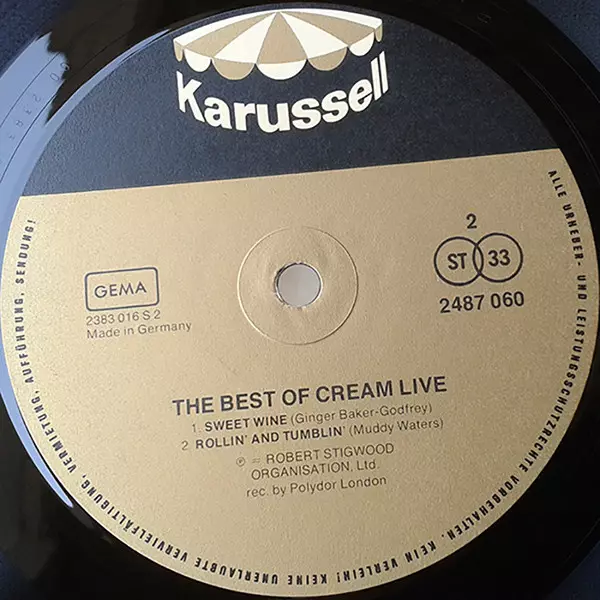 Karussell
GEMA
2383 016 S 2
Made in Germany
2
ST 33
2487 060
THE BEST OF CREAM LIVE
1. SWEET WINE (Ginger Baker-Godfrey)
2. ROLLIN' AND TUMBLIN' (Muddy Waters)
℗ = ROBERT STIGWOOD
ORGANISATION, Ltd.
rec. by Polydor London
ALLE URHEBER- UND LEISTUNGSSCHUTZRECHTE VORBEHALTEN. KEIN VERLEIH! KEINE UNERLAUBTE VERVIELFÄLTIGUNG, VERMIETUNG, AUFFÜHRUNG, SENDUNG!